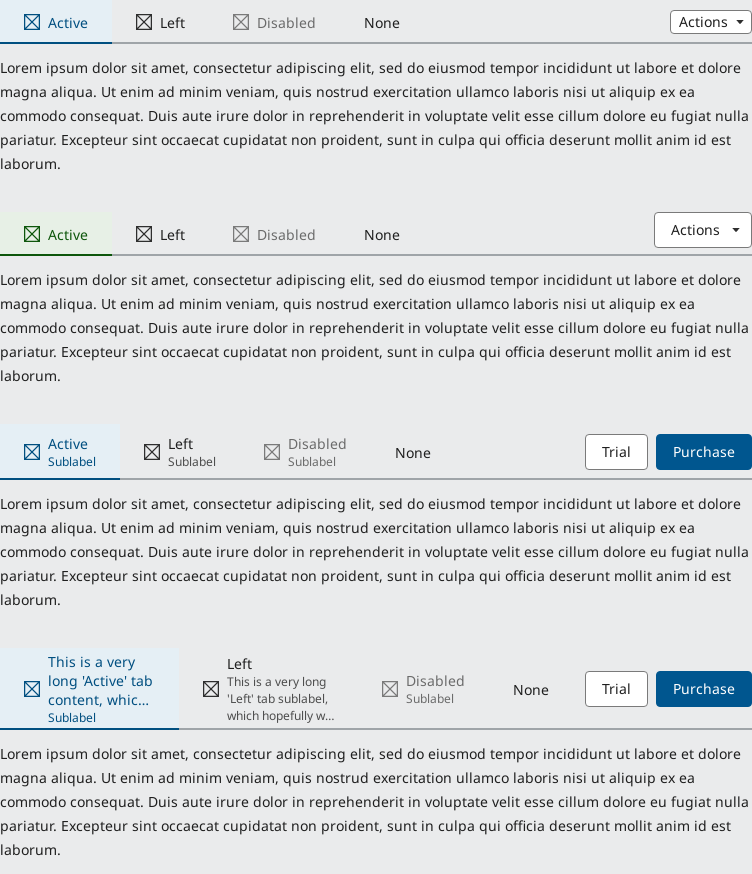 Active Left Disabled None Actions
Lorem ipsum dolor sit amet, consectetur adipiscing elit, sed do eiusmod tempor incididunt ut labore et dolore
magna aliqua. Ut enim ad minim veniam, quis nostrud exercitation ullamco laboris nisi ut aliquip ex ea
commodo consequat. Duis aute irure dolor in reprehenderit in voluptate velit esse cillum dolore eu fugiat nulla
pariatur. Excepteur sint occaecat cupidatat non proident, sunt in culpa qui officia deserunt mollit anim id est
laborum.
Active Left Disabled None Actions
Lorem ipsum dolor sit amet, consectetur adipiscing elit, sed do eiusmod tempor incididunt ut labore et dolore
magna aliqua. Ut enim ad minim veniam, quis nostrud exercitation ullamco laboris nisi ut aliquip ex ea
commodo consequat. Duis aute irure dolor in reprehenderit in voluptate velit esse cillum dolore eu fugiat nulla
pariatur. Excepteur sint occaecat cupidatat non proident, sunt in culpa qui officia deserunt mollit anim id est
laborum.
Active
Sublabel
Left
Sublabel
Disabled
Sublabel
None
Trial
Purchase
Lorem ipsum dolor sit amet, consectetur adipiscing elit, sed do eiusmod tempor incididunt ut labore et dolore
magna aliqua. Ut enim ad minim veniam, quis nostrud exercitation ullamco laboris nisi ut aliquip ex ea
commodo consequat. Duis aute irure dolor in reprehenderit in voluptate velit esse cillum dolore eu fugiat nulla
pariatur. Excepteur sint occaecat cupidatat non proident, sunt in culpa qui officia deserunt mollit anim id est
laborum.
This is a very
long 'Active' tab
content, whic...
Sublabel
Left
This is a very long
'Left' tab sublabel,
which hopefully w...
Disabled
Sublabel
None
Trial
Purchase
Lorem ipsum dolor sit amet, consectetur adipiscing elit, sed do eiusmod tempor incididunt ut labore et dolore
magna aliqua. Ut enim ad minim veniam, quis nostrud exercitation ullamco laboris nisi ut aliquip ex ea
commodo consequat. Duis aute irure dolor in reprehenderit in voluptate velit esse cillum dolore eu fugiat nulla
pariatur. Excepteur sint occaecat cupidatat non proident, sunt in culpa qui officia deserunt mollit anim id est
laborum.